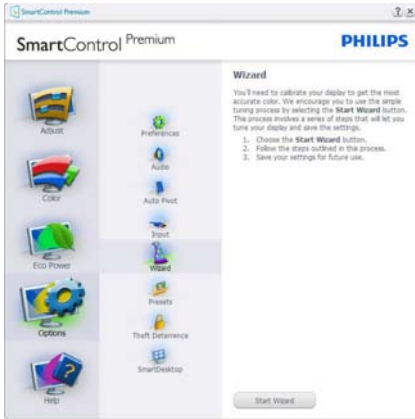 SmartControl Premium
SmartControl Premium
PHILIPS
Adjust
Color
Eco Power
Options
Help
Preferences
Audio
Auto Pivot
Input
Wizard
Presets
Theft Deterrence
SmartDesktop
Wizard
You'll need to calibrate your display to get the most
accurate color. We encourage you to use the simple
tuning process by selecting the Start Wizard button.
This process involves a series of steps that will let you
tune your display and save the settings.
1. Choose the Start Wizard button.
2. Follow the steps outlined in the process.
3. Save your settings for future use.
Start Wizard